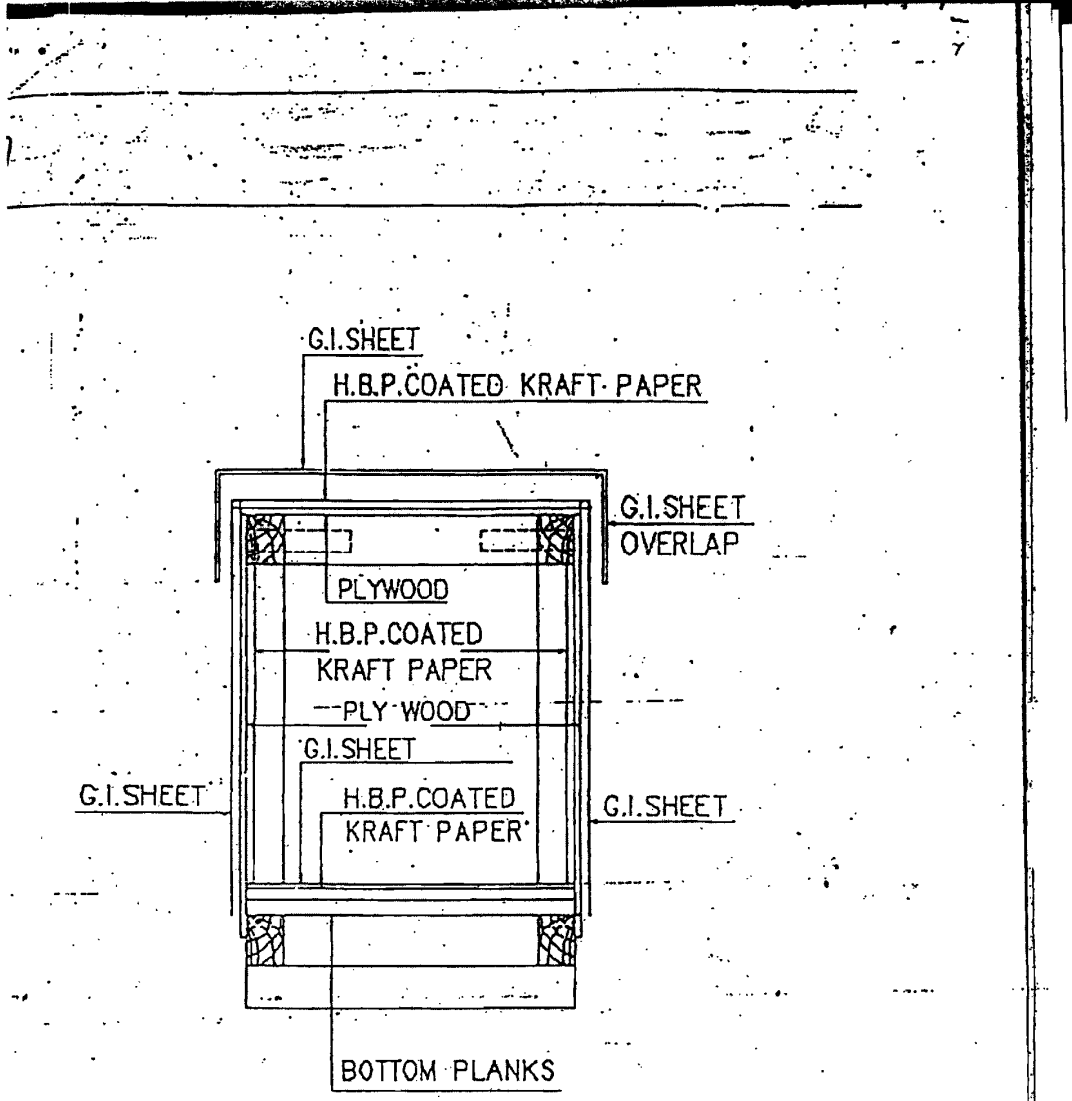 G.I.SHEET
H.B.P.COATED KRAFT PAPER
G.I.SHEET
OVERLAP
PLYWOOD
H.B.P.COATED
KRAFT PAPER
PLY WOOD
G.I.SHEET
G.I.SHEET
H.B.P.COATED
KRAFT PAPER
G.I.SHEET
BOTTOM PLANKS